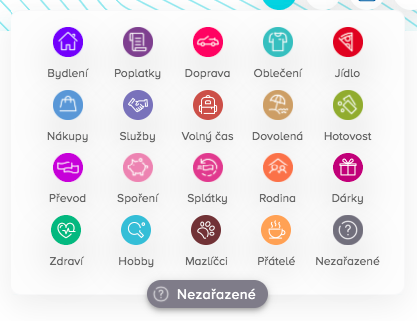 Bydlení Poplatky Doprava Oblečení Jídlo
Nákupy Služby Volný čas Dovolená Hotovost
Převod Spoření Splátky Rodina Dárky
Zdraví Hobby Mazlíčci Přátelé Nezařazené
Nezařazené